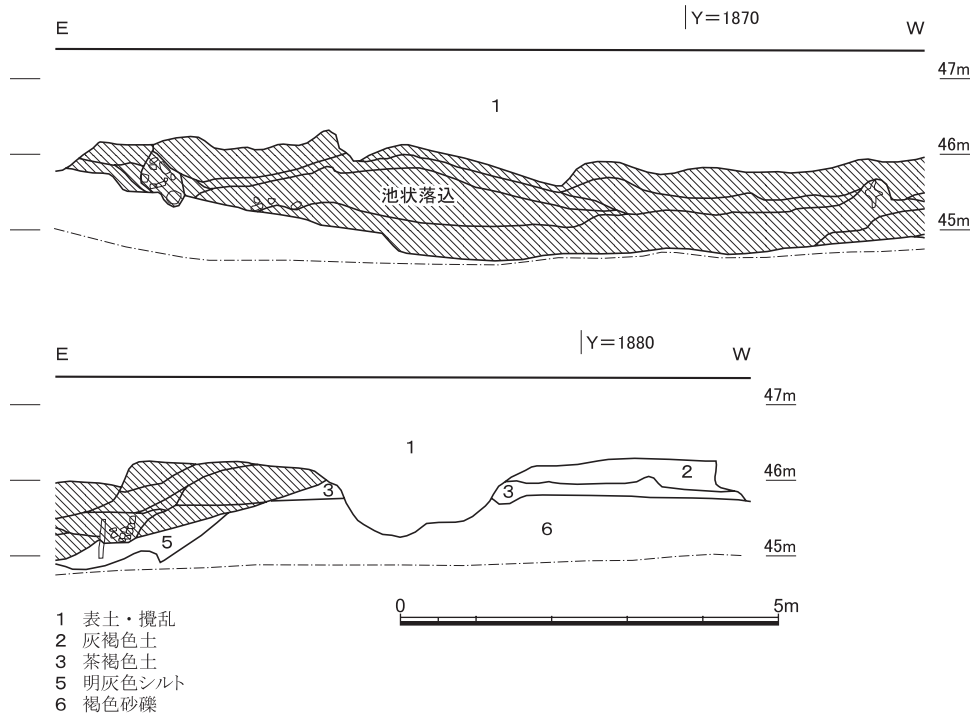 Y=1870
E
W
47m
1
46m
池状落込
45m
Y=1880
E
W
47m
1
2
46m
3
3
6
5
45m
0
5m
1 表土・攪乱
2 灰褐色土
3 茶褐色土
5 明灰色シルト
6 褐色砂礫